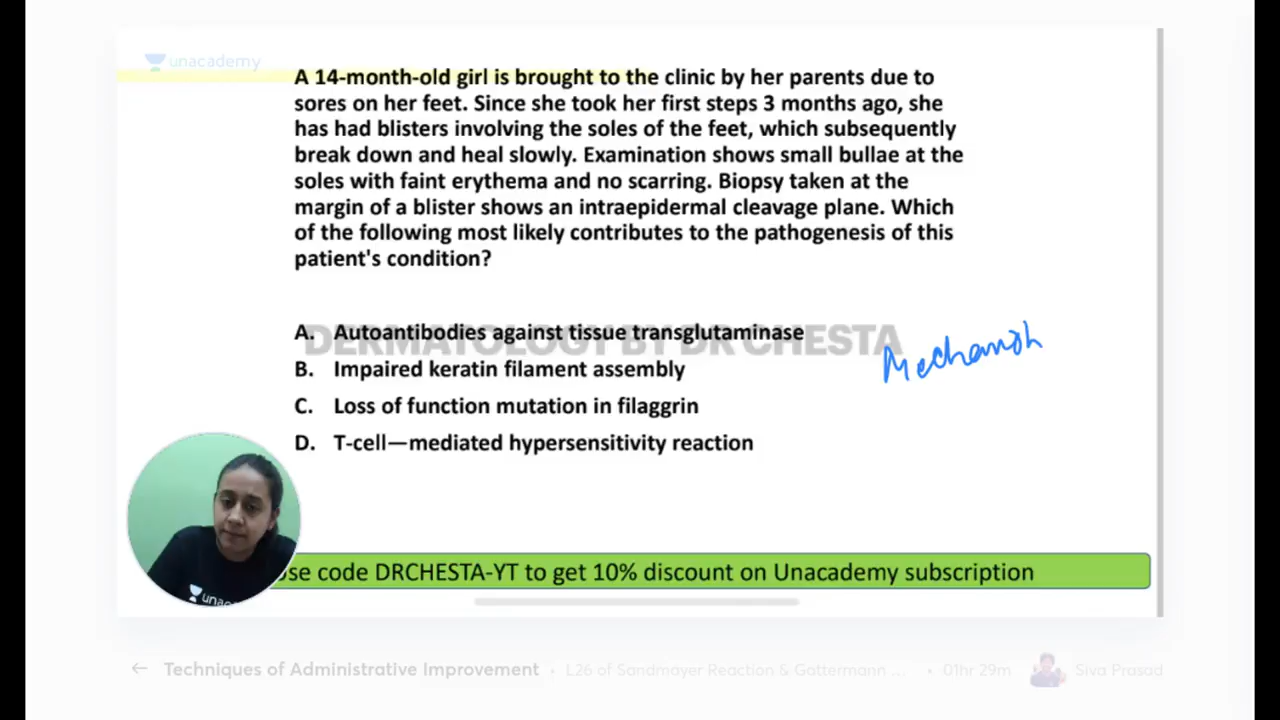 unacademy
A 14-month-old girl is brought to the clinic by her parents due to
sores on her feet. Since she took her first steps 3 months ago, she
has had blisters involving the soles of the feet, which subsequently
break down and heal slowly. Examination shows small bullae at the
soles with faint erythema and no scarring. Biopsy taken at the
margin of a blister shows an intraepidermal cleavage plane. Which
of the following most likely contributes to the pathogenesis of this
patient's condition?
DERMATOLOGY BY DR CHESTA
A. Autoantibodies against tissue transglutaminase
B. Impaired keratin filament assembly
C. Loss of function mutation in filaggrin
D. T-cell—mediated hypersensitivity reaction
unac
code DRCHESTA-YT to get 10% discount on Unacademy subscription
← Techniques of Administrative Improvement • L26 of Sandmayer Reaction & Gattermann ... • 01hr 29m Siva Prasad